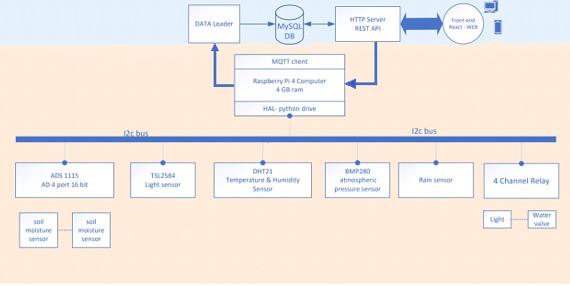 DATA Loader
MySQL
DB
HTTP Server
REST API
Front end
React - WEB
MQTT client
Raspberry Pi 4 Computer
4 GB ram
HAL- python drive
I2c bus
I2c bus
ADS 1115
AD 4 port 16 bit
TSL2584
Light sensor
DHT21
Temperature & Humidity
Sensor
BMP280
atmospheric
pressure sensor
Rain sensor
4 Channel Relay
soil
moisture
sensor
soil
moisture
sensor
Light
Water
valve